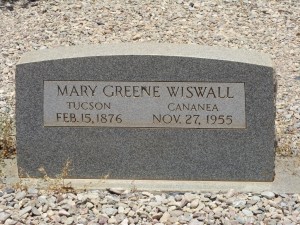 MARY GREENE WISWALL
TUCSON CANANEA
FEB. 15, 1876 NOV. 27, 1955